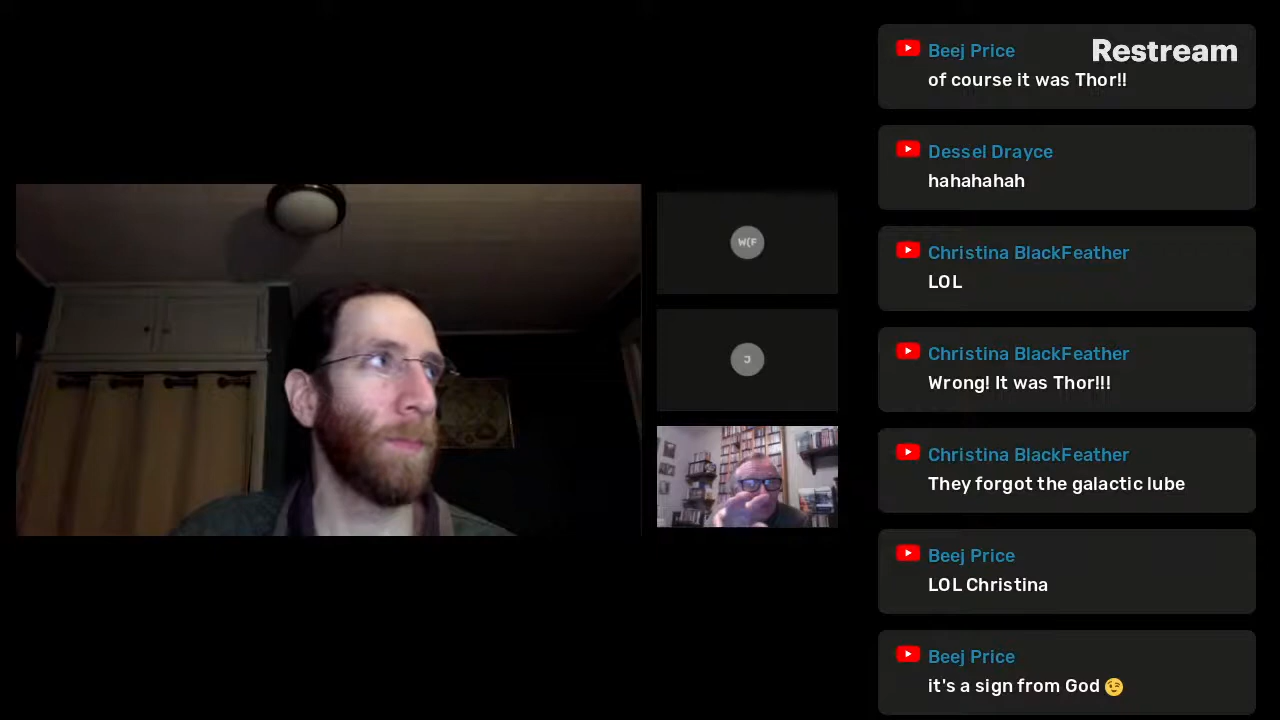 W(F
J
Restream
Beej Price
of course it was Thor!!
Dessel Drayce
hahahahah
Christina BlackFeather
LOL
Christina BlackFeather
Wrong! It was Thor!!!
Christina BlackFeather
They forgot the galactic lube
Beej Price
LOL Christina
Beej Price
it's a sign from God 😉